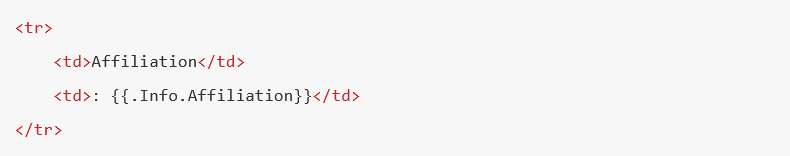 <tr>
    <td>Affiliation</td>
    <td>: {{.Info.Affiliation}}</td>
</tr>